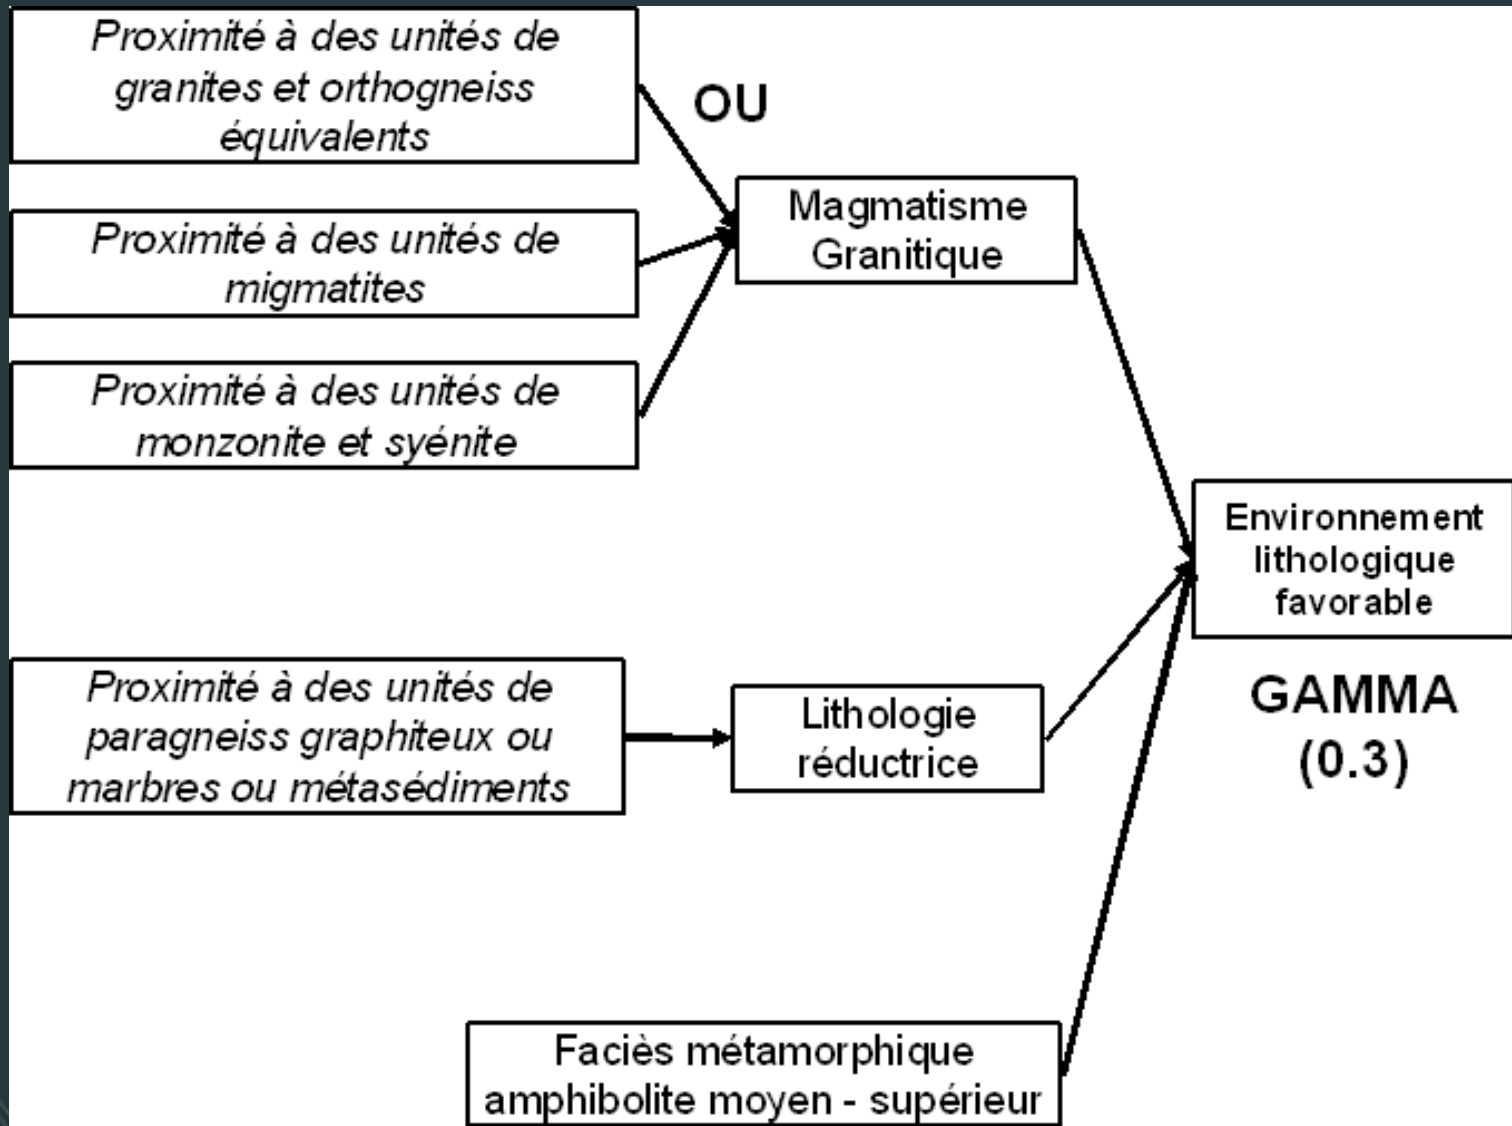 Proximité à des unités de
granites et orthogneiss
équivalents
OU
Proximité à des unités de
migmatites
Magmatisme
Granitique
Proximité à des unités de
monzonite et syénite
Environnement
lithologique
favorable
GAMMA
(0.3)
Proximité à des unités de
paragneiss graphiteux ou
marbres ou métasédiments
Lithologie
réductrice
Faciès métamorphique
amphibolite moyen - supérieur